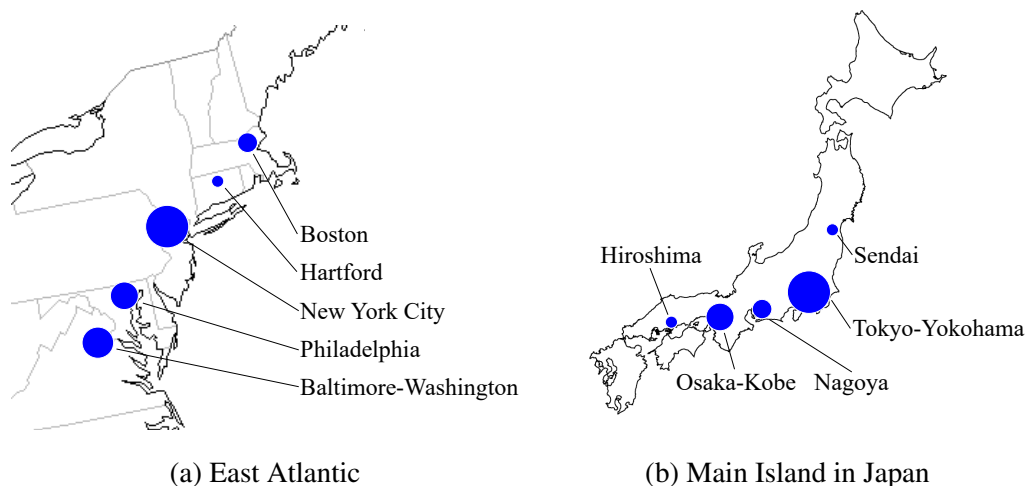 Boston
Hartford
New York City
Philadelphia
Baltimore-Washington
(a) East Atlantic
Hiroshima
Sendai
Tokyo-Yokohama
Osaka-Kobe
Nagoya
(b) Main Island in Japan